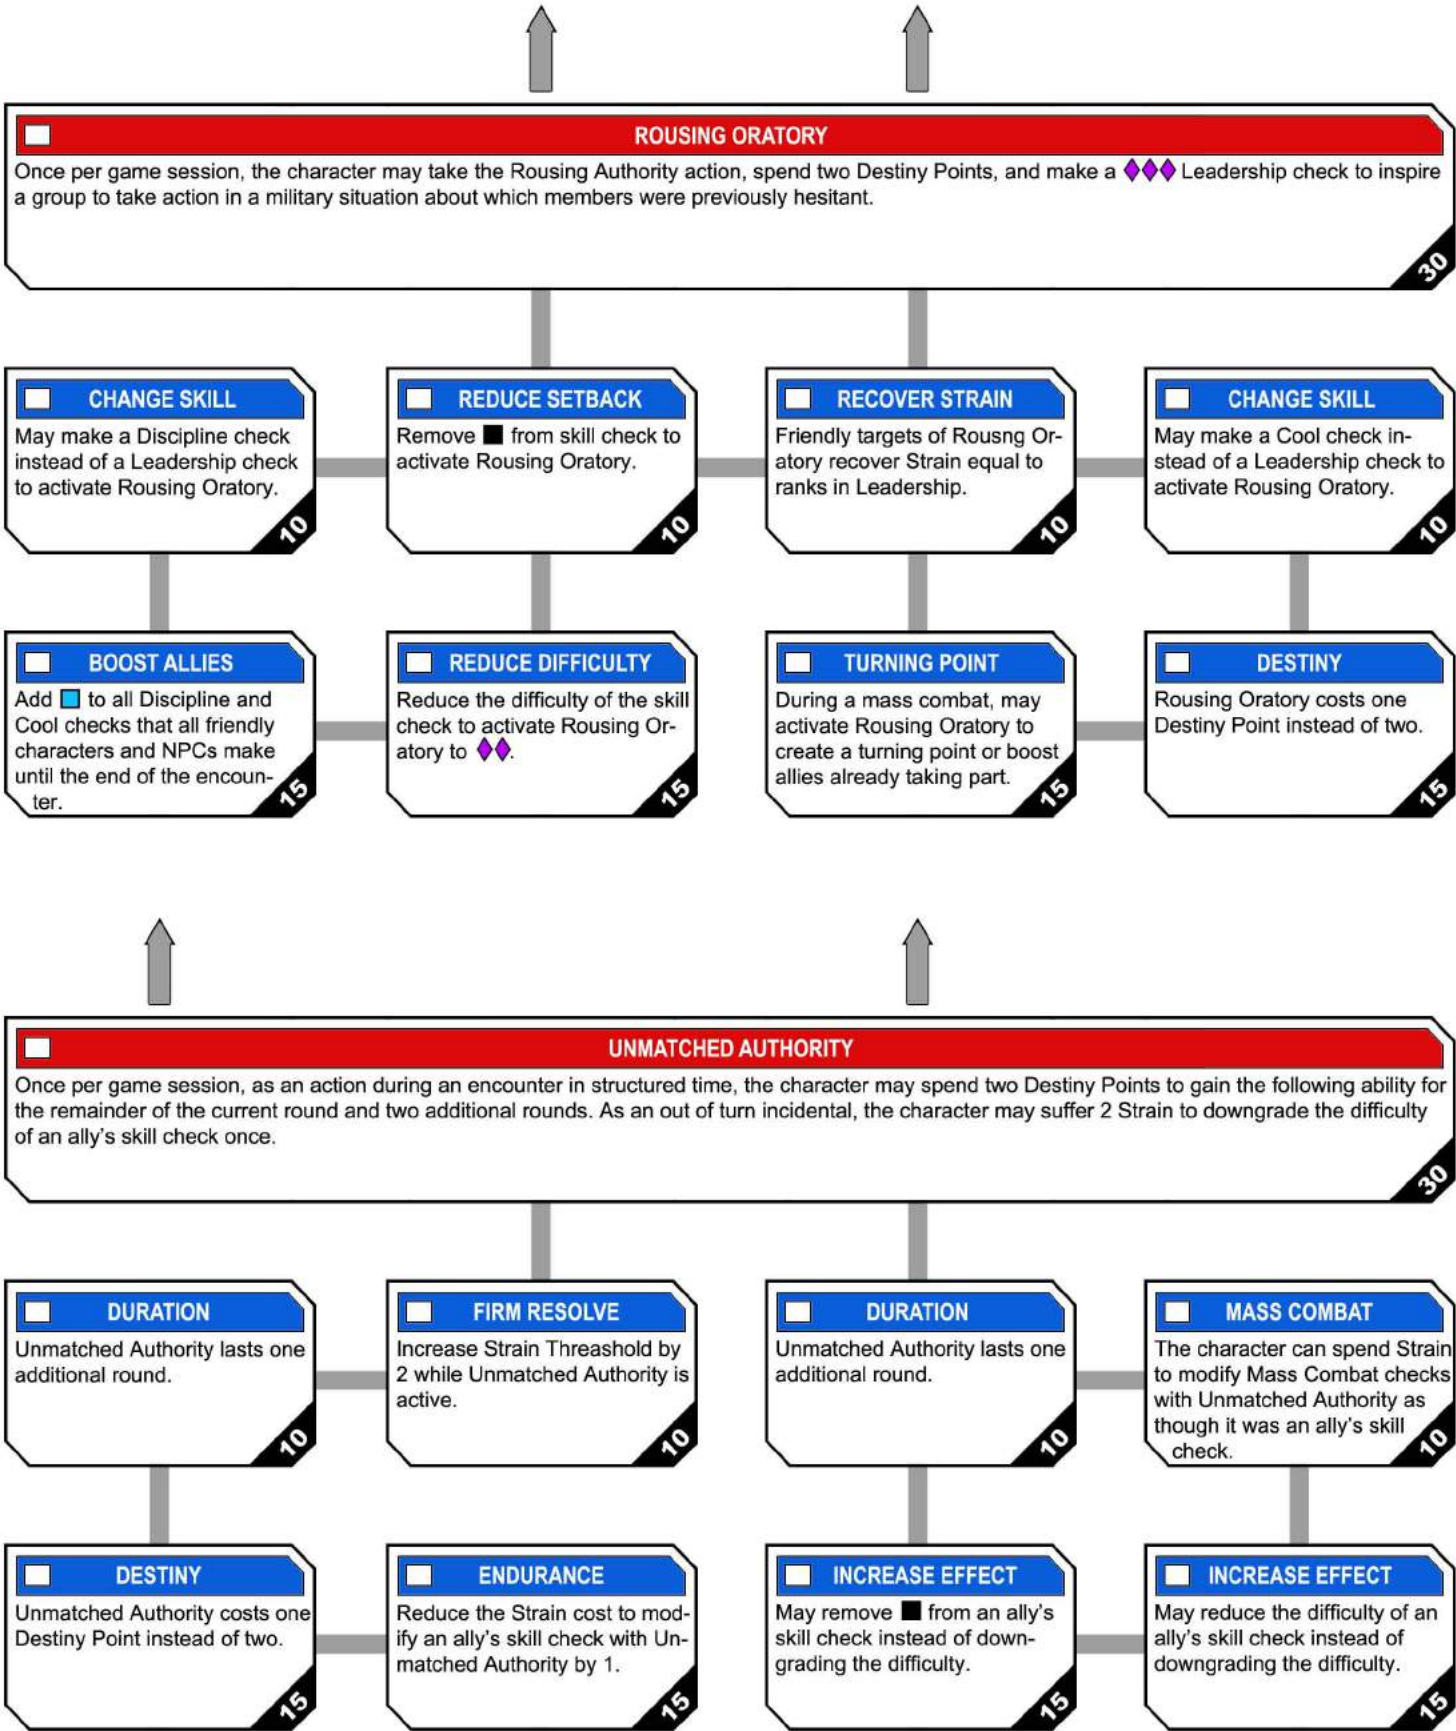 ROUSING ORATORY
Once per game session, the character may take the Rousing Authority action, spend two Destiny Points, and make a Leadership check to inspire
a group to take action in a military situation about which members were previously hesitant.
30
CHANGE SKILL
May make a Discipline check
instead of a Leadership check
to activate Rousing Oratory.
10
REDUCE SETBACK
Remove from skill check to
activate Rousing Oratory.
10
RECOVER STRAIN
Friendly targets of Rousng Or-
atory recover Strain equal to
ranks in Leadership.
10
CHANGE SKILL
May make a Cool check in-
stead of a Leadership check to
activate Rousing Oratory.
10
BOOST ALLIES
Add to all Discipline and
Cool checks that all friendly
characters and NPCs make
until the end of the encoun-
ter.
15
REDUCE DIFFICULTY
Reduce the difficulty of the skill
check to activate Rousing Or-
atory to .
15
TURNING POINT
During a mass combat, may
activate Rousing Oratory to
create a turning point or boost
allies already taking part.
15
DESTINY
Rousing Oratory costs one
Destiny Point instead of two.
15
UNMATCHED AUTHORITY
Once per game session, as an action during an encounter in structured time, the character may spend two Destiny Points to gain the following ability for
the remainder of the current round and two additional rounds. As an out of turn incidental, the character may suffer 2 Strain to downgrade the difficulty
of an ally's skill check once.
30
DURATION
Unmatched Authority lasts one
additional round.
10
FIRM RESOLVE
Increase Strain Threashold by
2 while Unmatched Authority is
active.
10
DURATION
Unmatched Authority lasts one
additional round.
10
MASS COMBAT
The character can spend Strain
to modify Mass Combat checks
with Unmatched Authority as
though it was an ally's skill
check.
10
DESTINY
Unmatched Authority costs one
Destiny Point instead of two.
15
ENDURANCE
Reduce the Strain cost to mod-
ify an ally's skill check with Un-
matched Authority by 1.
15
INCREASE EFFECT
May remove from an ally's
skill check instead of down-
grading the difficulty.
15
INCREASE EFFECT
May reduce the difficulty of an
ally's skill check instead of
downgrading the difficulty.
15